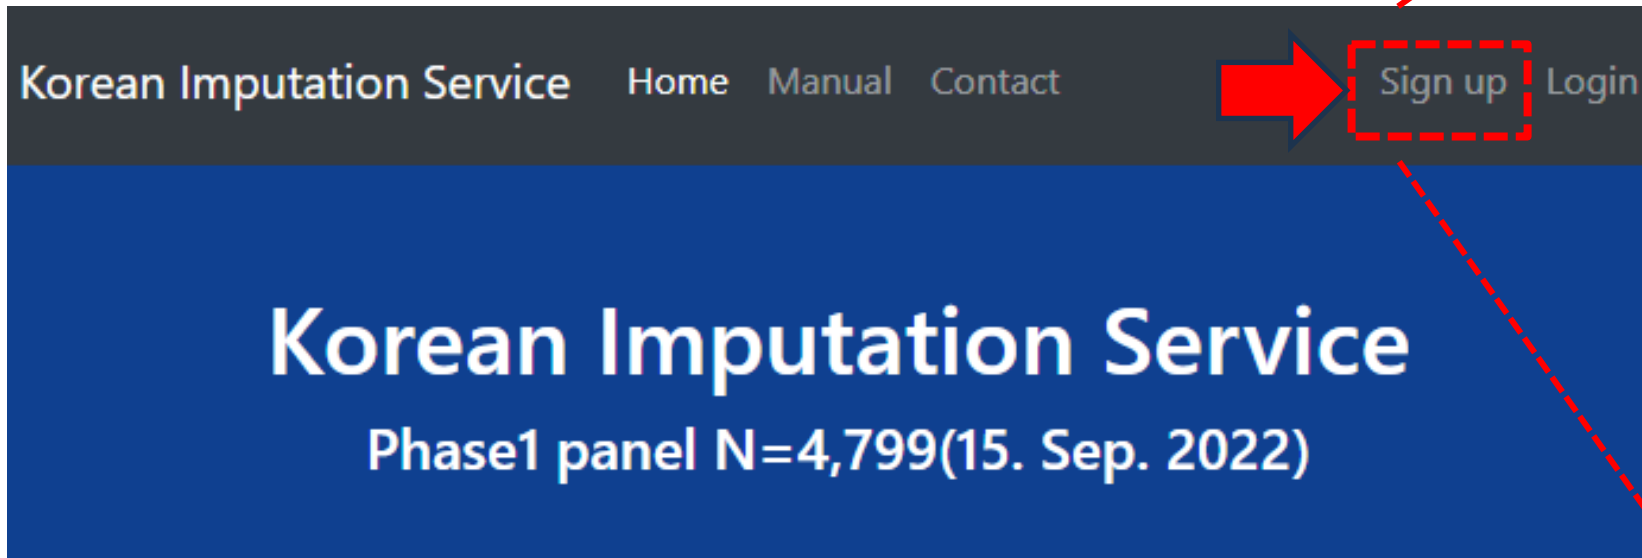 Korean Imputation Service Home Manual Contact Sign up Login
Korean Imputation Service
Phase1 panel N=4,799(15. Sep. 2022)